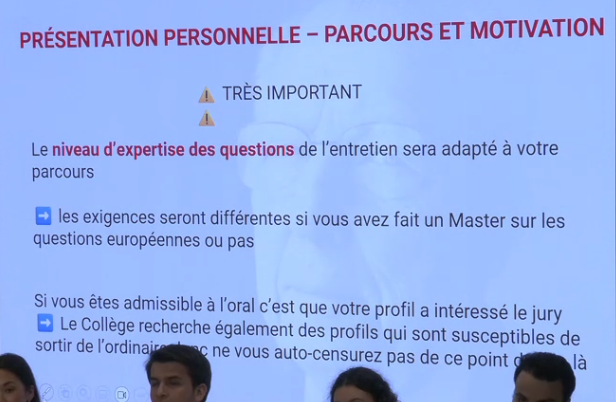 PRÉSENTATION PERSONNELLE – PARCOURS ET MOTIVATION
TRÈS IMPORTANT
Le niveau d'expertise des questions de l'entretien sera adapté à votre
parcours
les exigences seront différentes si vous avez fait un Master sur les
questions européennes ou pas
Si vous êtes admissible à l'oral c'est que votre profil a intéressé le jury
Le Collège recherche également des profils qui sont susceptibles de
sortir de l'ordinaire ne vous auto-censurez pas de ce point là